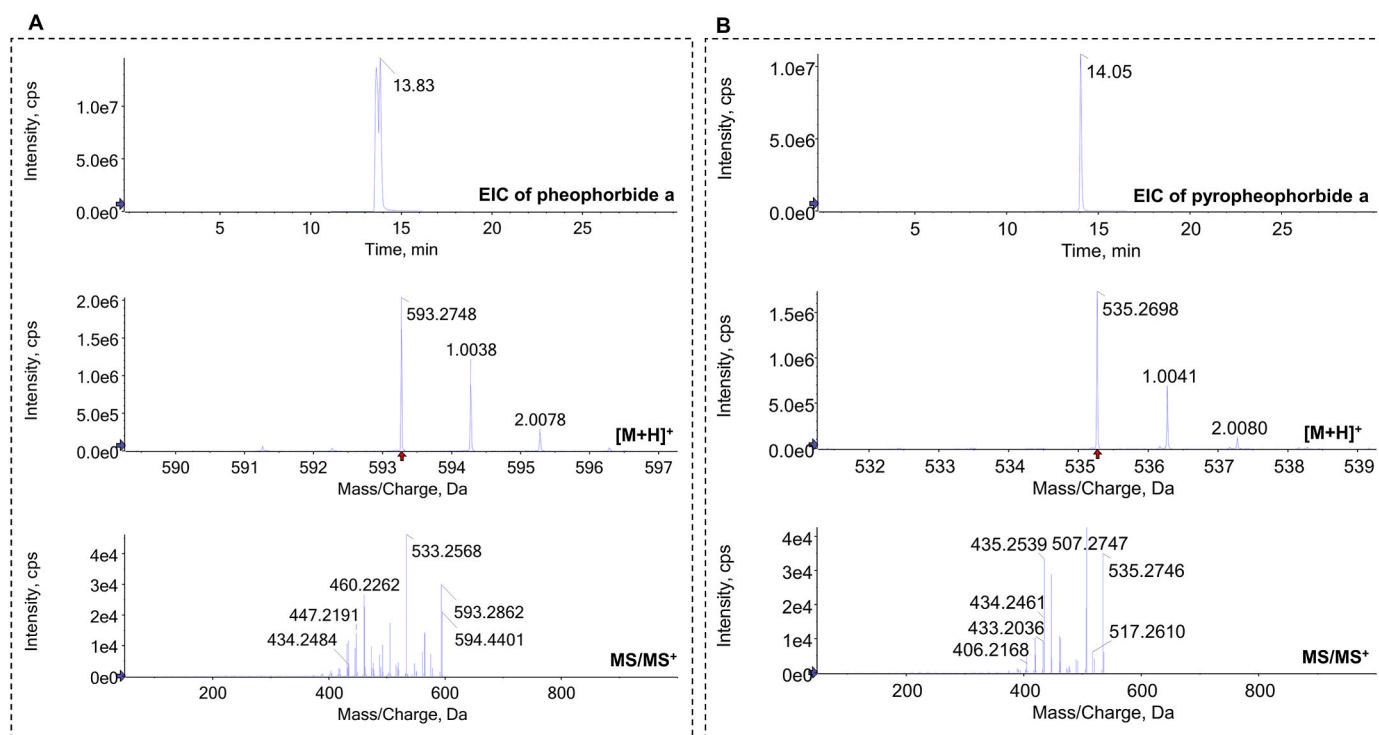 A
Intensity, cps
1.0e7
5.0e6
0.0e0
13.83
EIC of pheophorbide a
5 10 15 20 25
Time, min
Intensity, cps
2.0e6
1.5e6
1.0e6
5.0e5
0.0e0
593.2748
1.0038
2.0078
[M+H]+
590 591 592 593 594 595 596 597
Mass/Charge, Da
Intensity, cps
4e4
3e4
2e4
1e4
0e0
533.2568
460.2262
593.2862
447.2191
594.4401
434.2484
MS/MS+
200 400 600 800
Mass/Charge, Da
B
Intensity, cps
1.0e7
5.0e6
0.0e0
14.05
EIC of pyropheophorbide a
5 10 15 20 25
Time, min
Intensity, cps
1.5e6
1.0e6
5.0e5
0.0e0
535.2698
1.0041
2.0080
[M+H]+
532 533 534 535 536 537 538 539
Mass/Charge, Da
Intensity, cps
4e4
3e4
2e4
1e4
0e0
435.2539 507.2747
535.2746
434.2461
433.2036
517.2610
406.2168
MS/MS+
200 400 600 800
Mass/Charge, Da